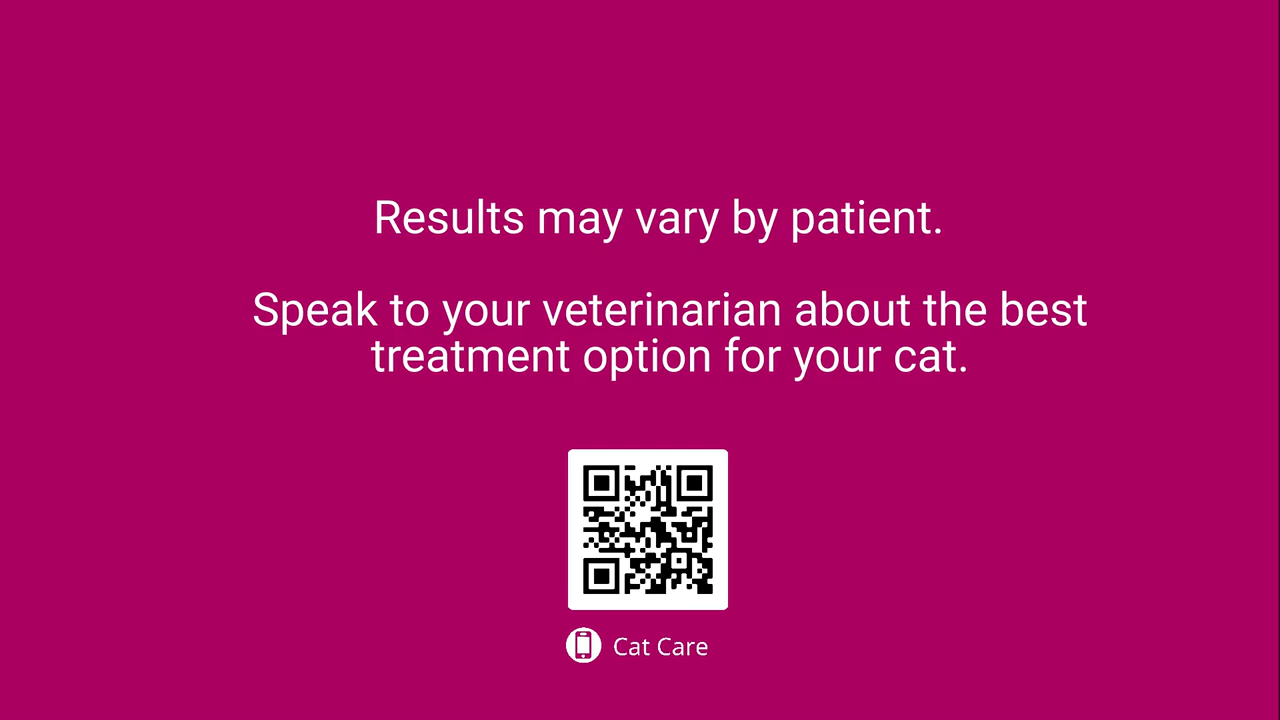 Results may vary by patient.
Speak to your veterinarian about the best
treatment option for your cat.
Cat Care